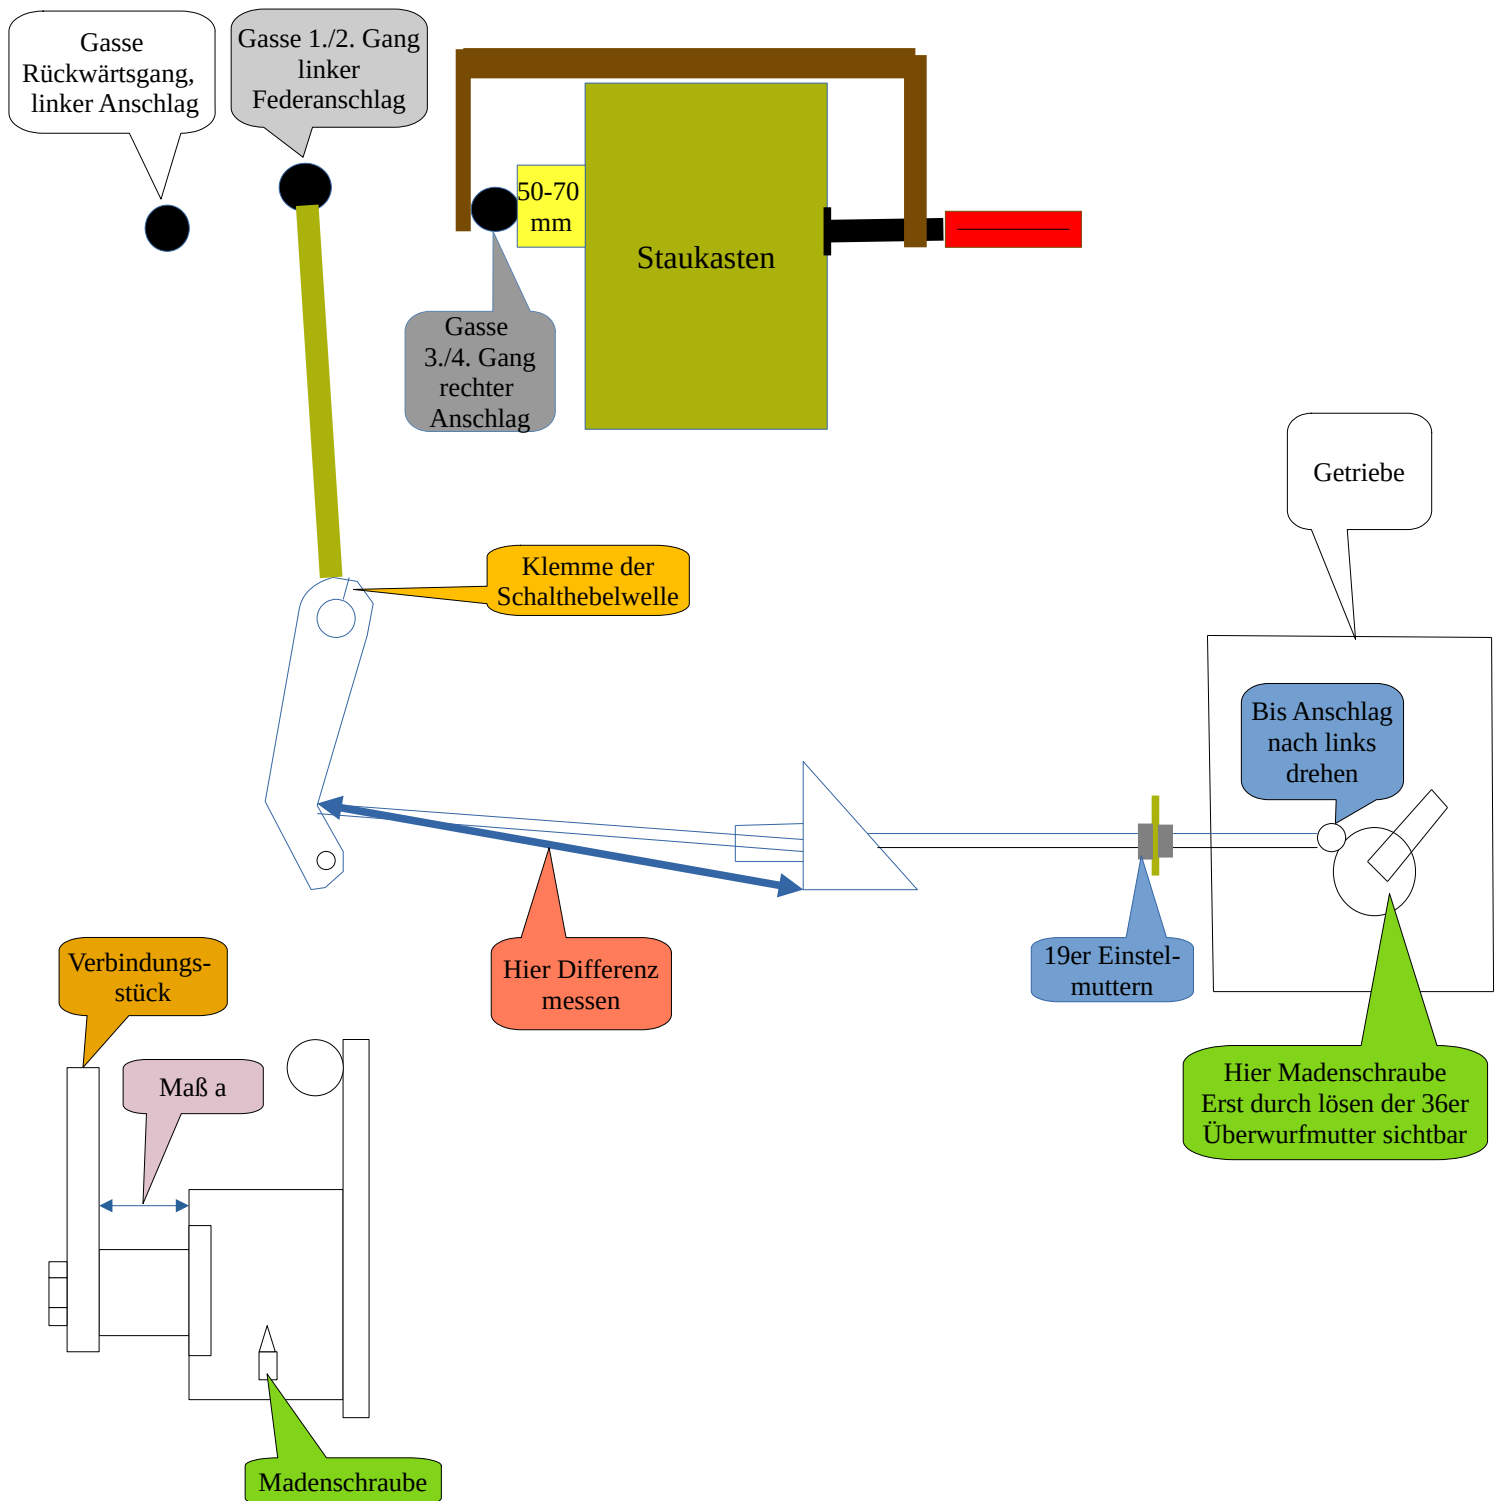 Gasse
Rückwärtsgang,
linker Anschlag
Gasse 1./2. Gang
linker
Federanschlag
50-70
mm
Staukasten
Gasse
3./4. Gang
rechter
Anschlag
Getriebe
Klemme der
Schalthebelwelle
Bis Anschlag
nach links
drehen
Hier Differenz
messen
19er Einstel-
muttern
Verbindungs-
stück
Maß a
Hier Madenschraube
Erst durch lösen der 36er
Überwurfmutter sichtbar
Madenschraube